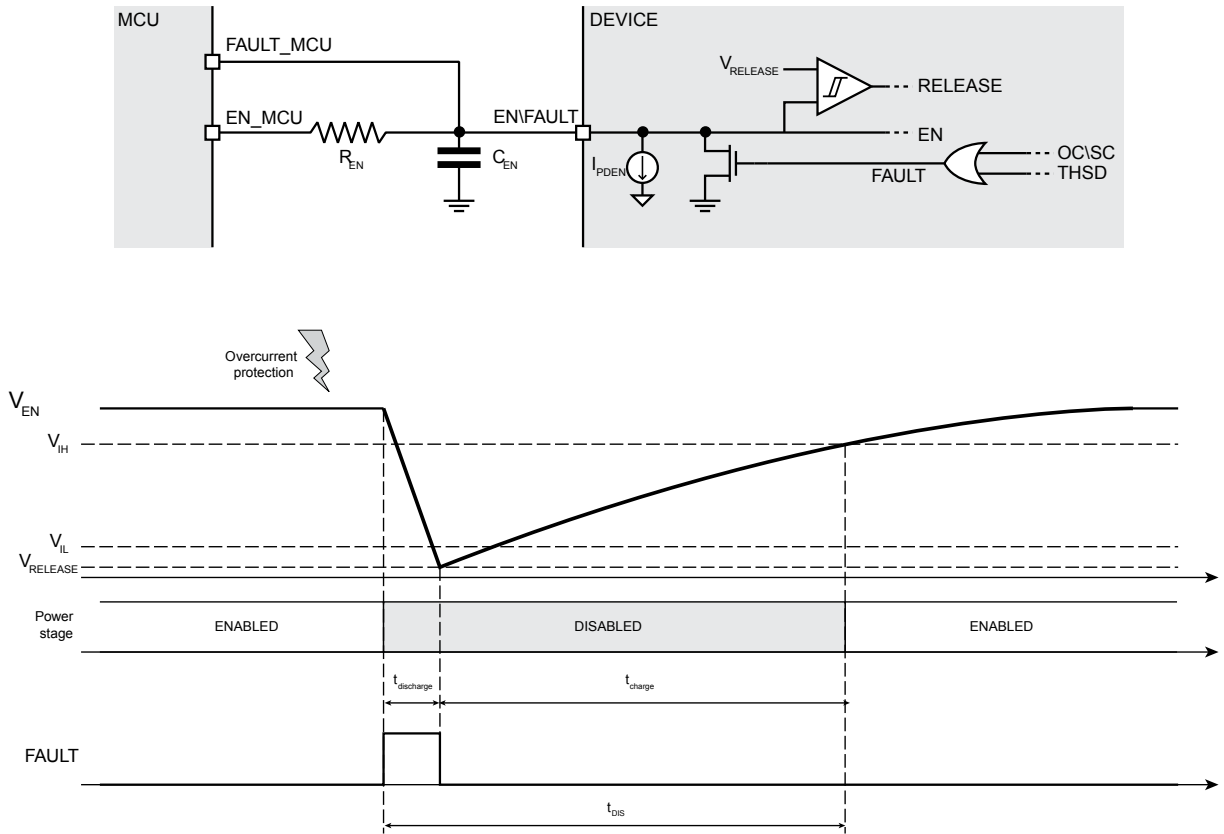 MCU
DEVICE
FAULT_MCU
V_RELEASE
RELEASE
EN_MCU
EN\FAULT
EN
R_EN
C_EN
I_PDEN
FAULT
OC\SC
THSD
Overcurrent
protection
V_EN
V_IH
V_IL
V_RELEASE
Power
stage
ENABLED
DISABLED
ENABLED
t_discharge
t_charge
FAULT
t_DIS